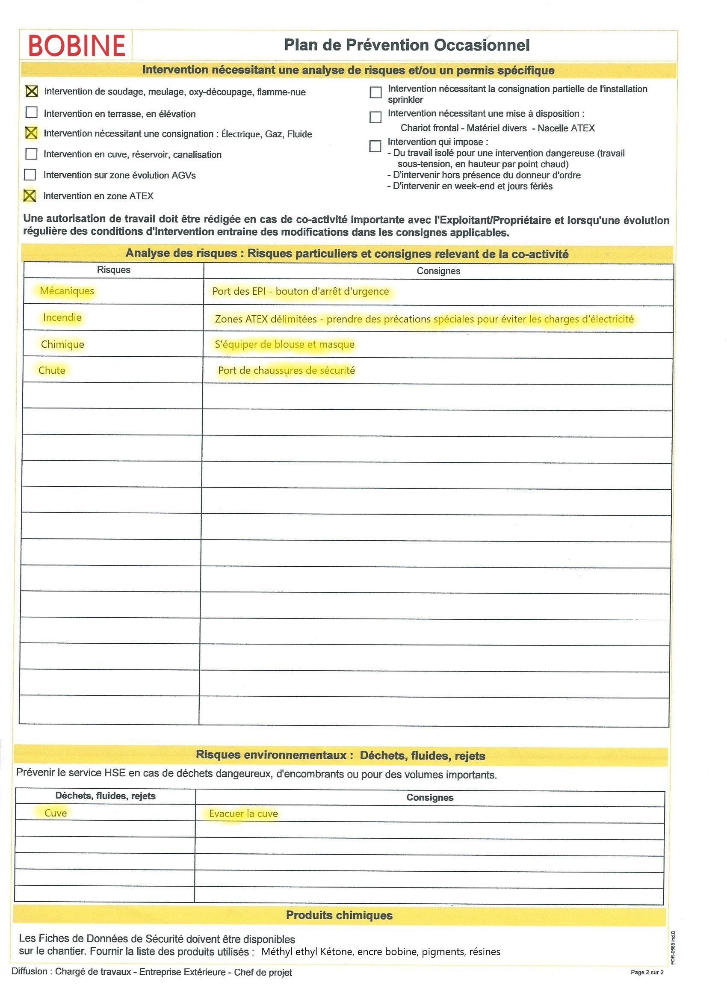 BOBINE
Plan de Prévention Occasionnel
Intervention nécessitant une analyse de risques et/ou un permis spécifique
Intervention de soudage, meulage, oxy-découpage, flamme-nue
Intervention en terrasse, en élévation
Intervention nécessitant une consignation : Électrique, Gaz, Fluide
Intervention en cuve, réservoir, canalisation
Intervention sur zone évolution AGVs
Intervention en zone ATEX
Intervention nécessitant la consignation partielle de l'installation
sprinkler
Intervention nécessitant une mise à disposition :
Chariot frontal - Matériel divers - Nacelle ATEX
Intervention qui impose :
- Du travail isolé pour une intervention dangereuse (travail
sous-tension, en hauteur par point chaud)
- D'intervenir hors présence du donneur d'ordre
- D'intervenir en week-end et jours fériés
Une autorisation de travail doit être rédigée en cas de co-activité importante avec l'Exploitant/Propriétaire et lorsqu'une évolution
régulière des conditions d'intervention entraine des modifications dans les consignes applicables.
Analyse des risques : Risques particuliers et consignes relevant de la co-activité
Risques Consignes
Mécaniques Port des EPI - bouton d'arrêt d'urgence
Incendie Zones ATEX délimitées - prendre des précations spéciales pour éviter les charges d'électricité
Chimique S'équiper de blouse et masque
Chute Port de chaussures de sécurité
Risques environnementaux : Déchets, fluides, rejets
Prévenir le service HSE en cas de déchets dangeureux, d'encombrants ou pour des volumes importants.
Déchets, fluides, rejets Consignes
Cuve Evacuer la cuve
Produits chimiques
Les Fiches de Données de Sécurité doivent être disponibles
sur le chantier. Fournir la liste des produits utilisés : Méthyl ethyl Kétone, encre bobine, pigments, résines
FOR-0588 ind.D
Diffusion : Chargé de travaux - Entreprise Extérieure - Chef de projet
Page 2 sur 2